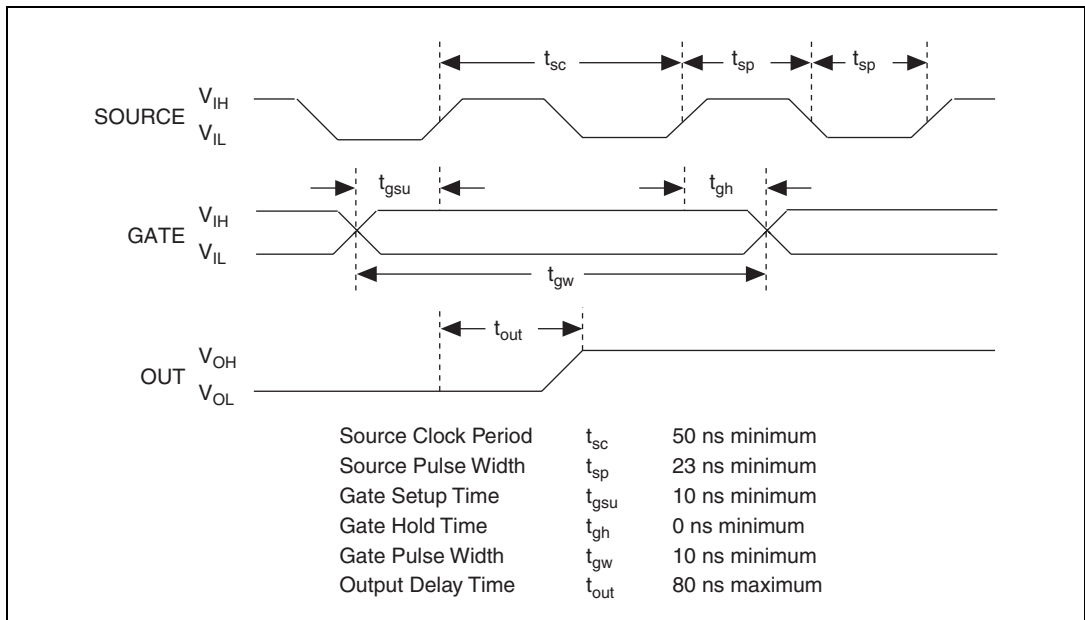 t_sc t_sp t_sp
SOURCE V_IH
V_IL
t_gsu t_gh
GATE V_IH
V_IL
t_gw
t_out
OUT V_OH
V_OL
Source Clock Period t_sc 50 ns minimum
Source Pulse Width t_sp 23 ns minimum
Gate Setup Time t_gsu 10 ns minimum
Gate Hold Time t_gh 0 ns minimum
Gate Pulse Width t_gw 10 ns minimum
Output Delay Time t_out 80 ns maximum